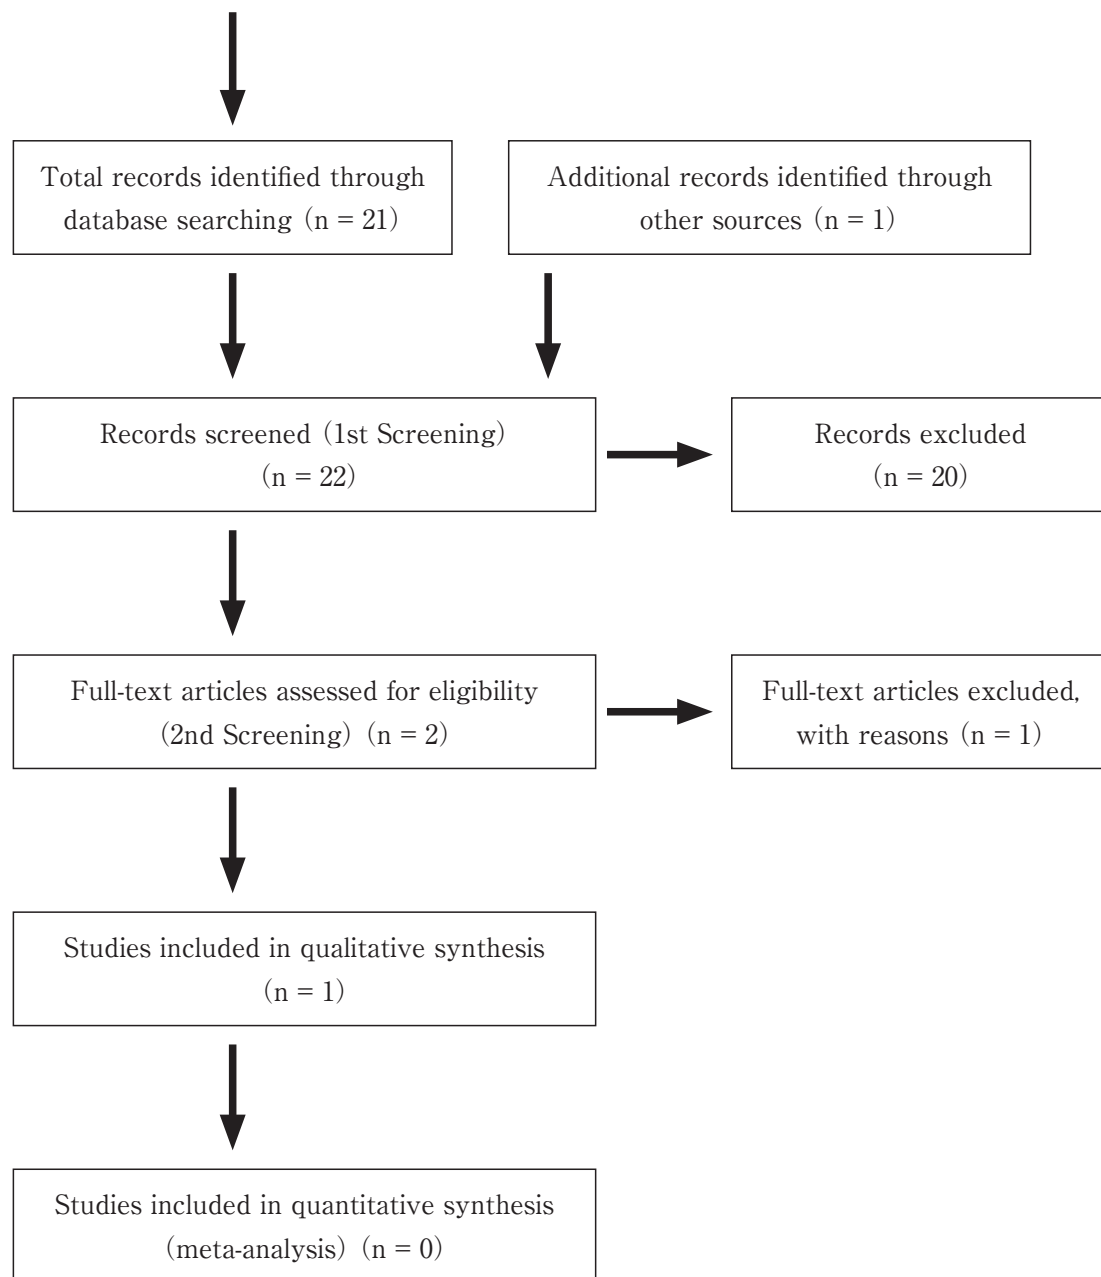 Total records identified through
database searching (n = 21)
Additional records identified through
other sources (n = 1)
Records screened (1st Screening)
(n = 22)
Records excluded
(n = 20)
Full-text articles assessed for eligibility
(2nd Screening) (n = 2)
Full-text articles excluded,
with reasons (n = 1)
Studies included in qualitative synthesis
(n = 1)
Studies included in quantitative synthesis
(meta-analysis) (n = 0)